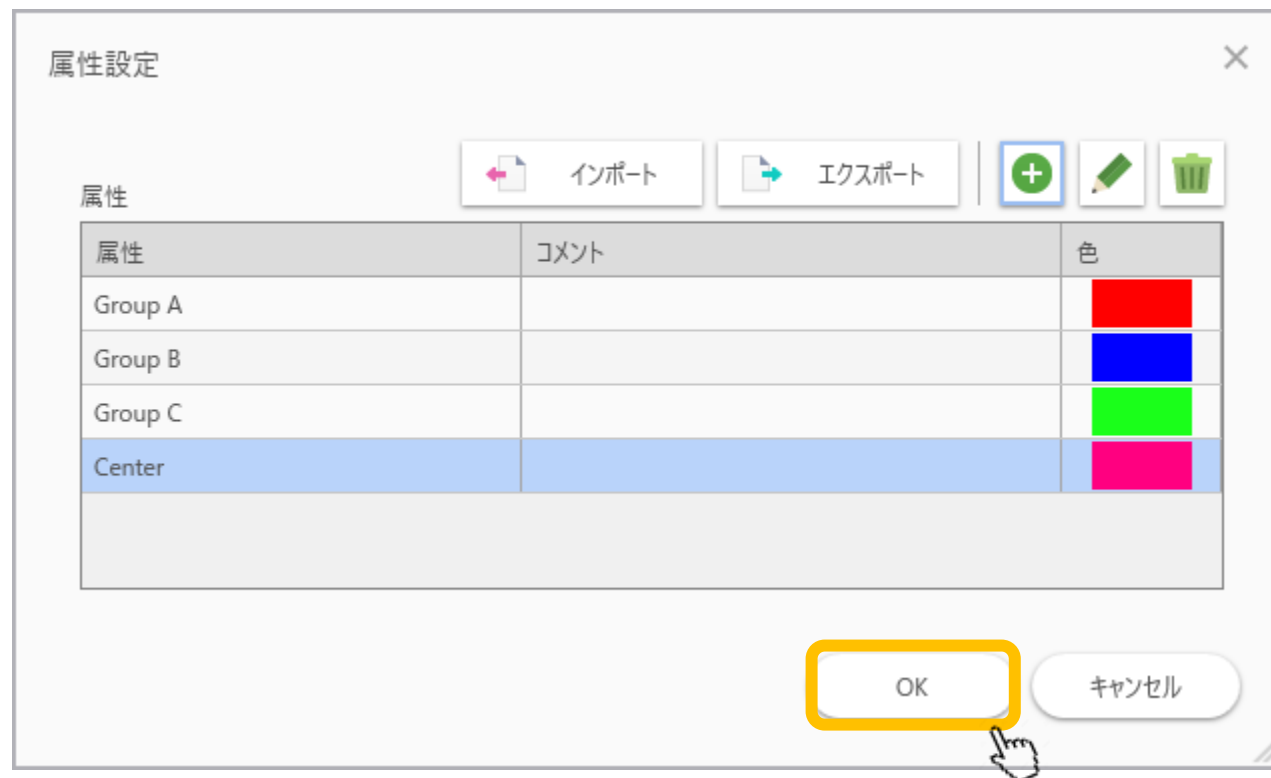 属性設定
インポート エクスポート
属性
属性 コメント 色
Group A
Group B
Group C
Center
OK キャンセル